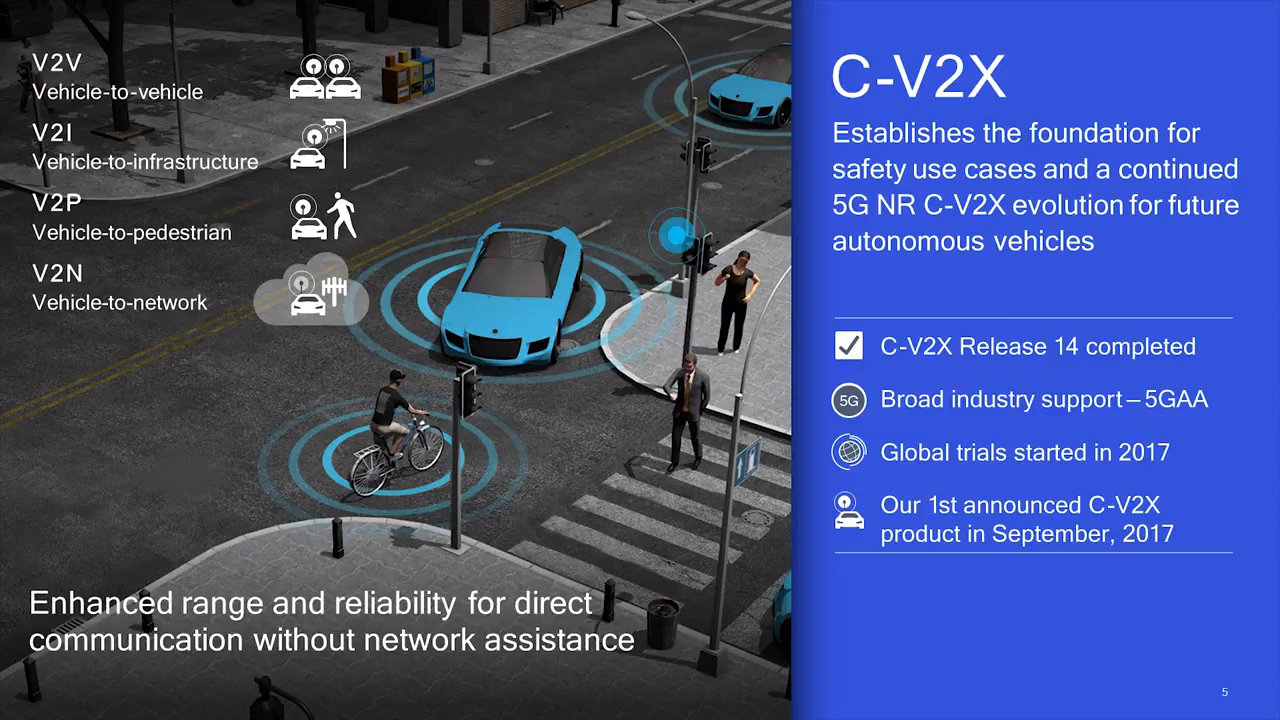 V2V
Vehicle-to-vehicle
V2I
Vehicle-to-infrastructure
V2P
Vehicle-to-pedestrian
V2N
Vehicle-to-network
Enhanced range and reliability for direct
communication without network assistance
C-V2X
Establishes the foundation for
safety use cases and a continued
5G NR C-V2X evolution for future
autonomous vehicles
C-V2X Release 14 completed
5G
Broad industry support – 5GAA
Global trials started in 2017
Our 1st announced C-V2X
product in September, 2017
5